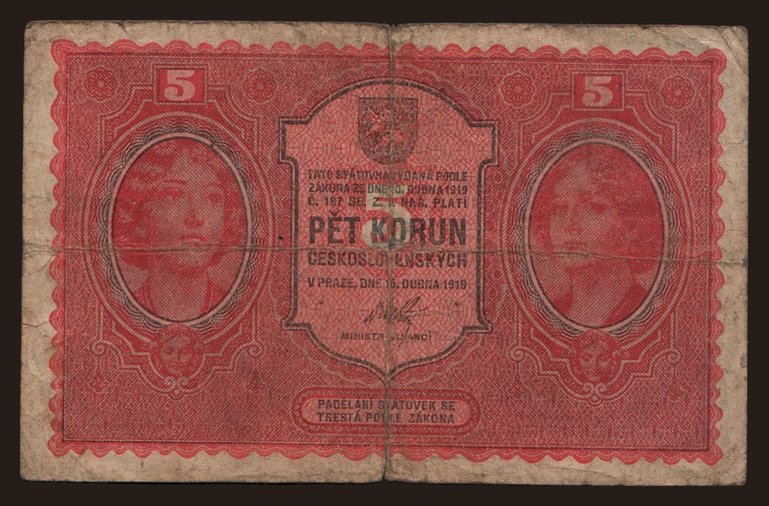 5
5
TATO STÁTOVKA VYDANÁ PODLE
ZÁKONA ZE DNE 10. DUBNA 1919
Č. 187 SB. Z. A NAŘ. PLATÍ
PĚT KORUN
ČESKOSLOVENSKÝCH
V PRAZE, DNE 15. DUBNA 1919
MINISTR FINANCÍ
PADĚLÁNÍ STÁTOVEK SE
TRESTÁ PODLE ZÁKONA